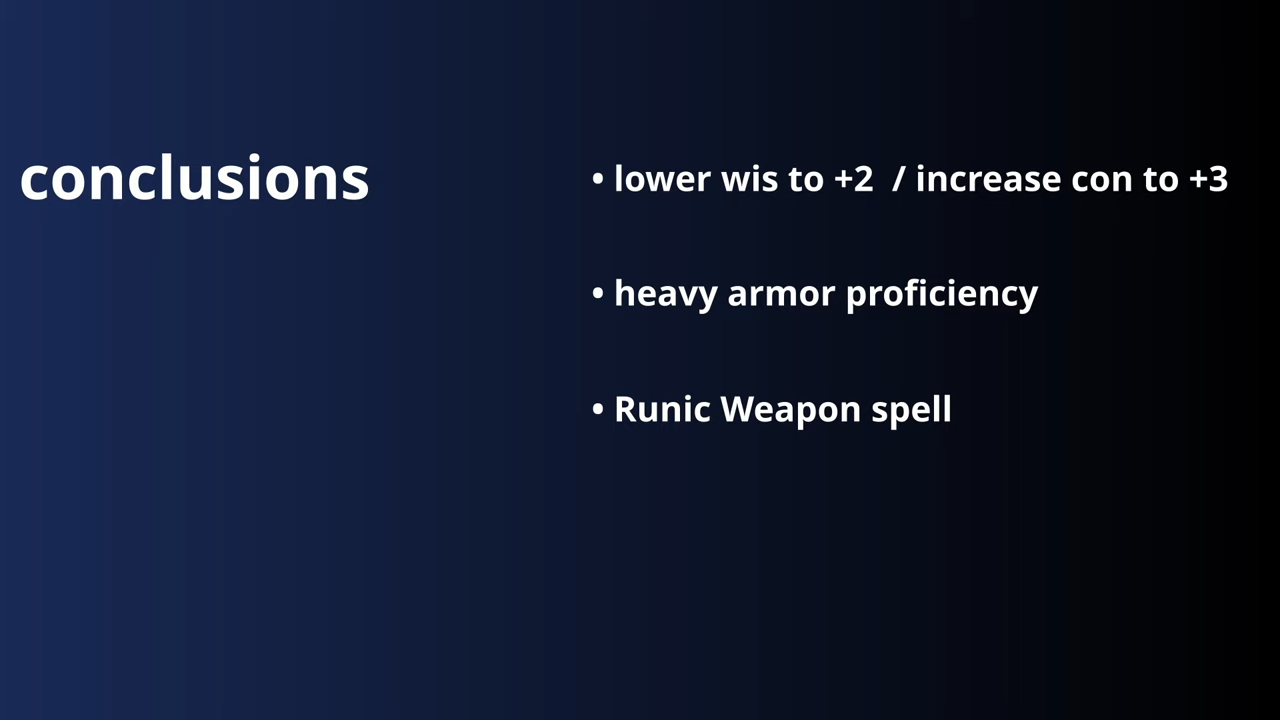 conclusions
• lower wis to +2 / increase con to +3
• heavy armor proficiency
• Runic Weapon spell